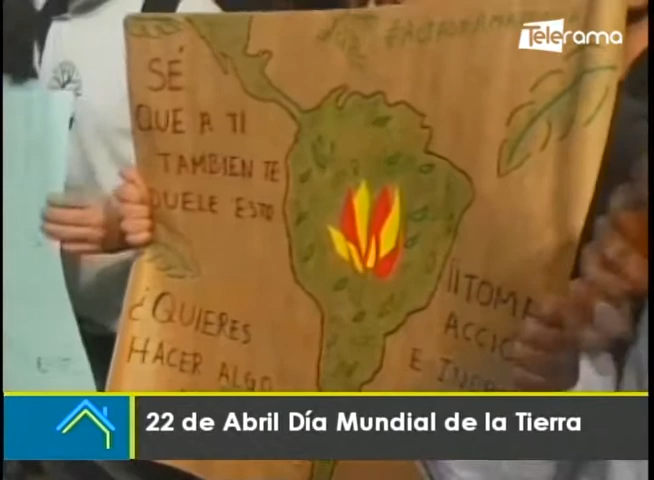 Telerama
SÉ
QUE A TI
TAMBIEN TE
DUELE ESTO
¿QUIERES
HACER ALGO
¡¡TOMA
ACCIO
E
22 de Abril Día Mundial de la Tierra